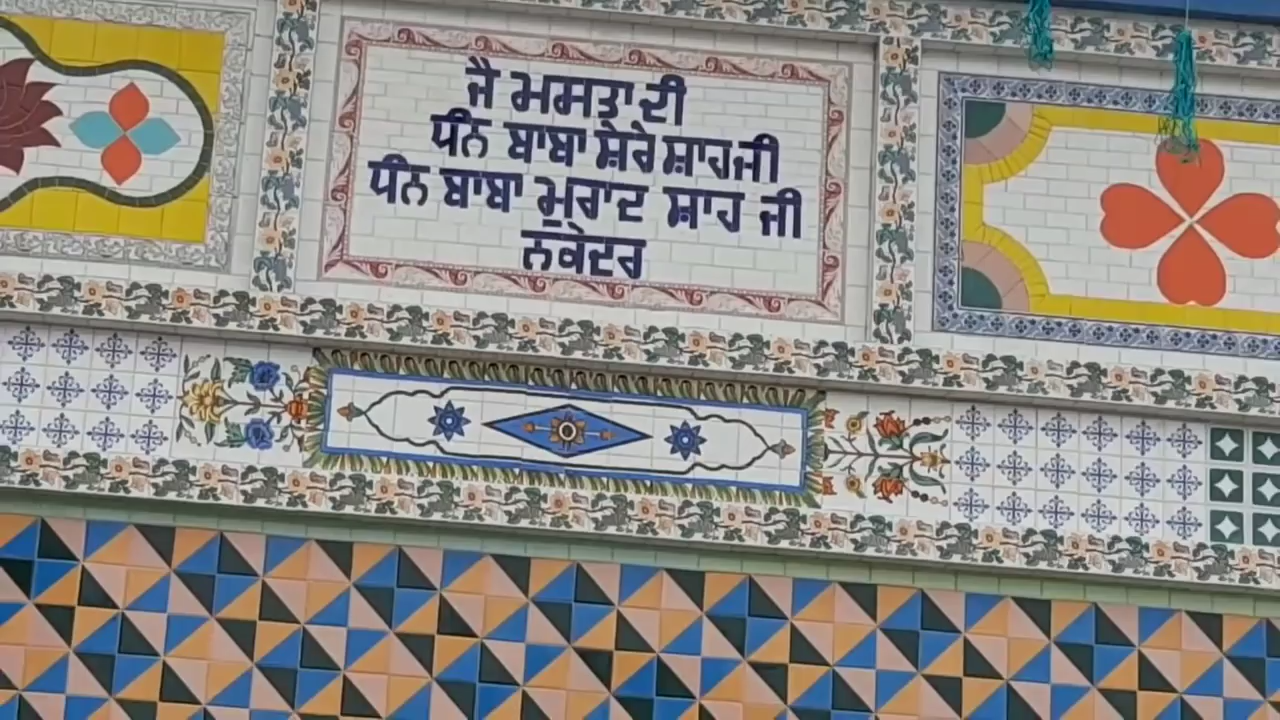 ਜੈ ਮਸਤਾ ਦੀ
ਧੰਨ ਬਾਬਾ ਸ਼ੇਰੇ ਸ਼ਾਹ ਜੀ
ਧੰਨ ਬਾਬਾ ਮੁਰਾਦ ਸ਼ਾਹ ਜੀ
ਨਕੋਦਰ